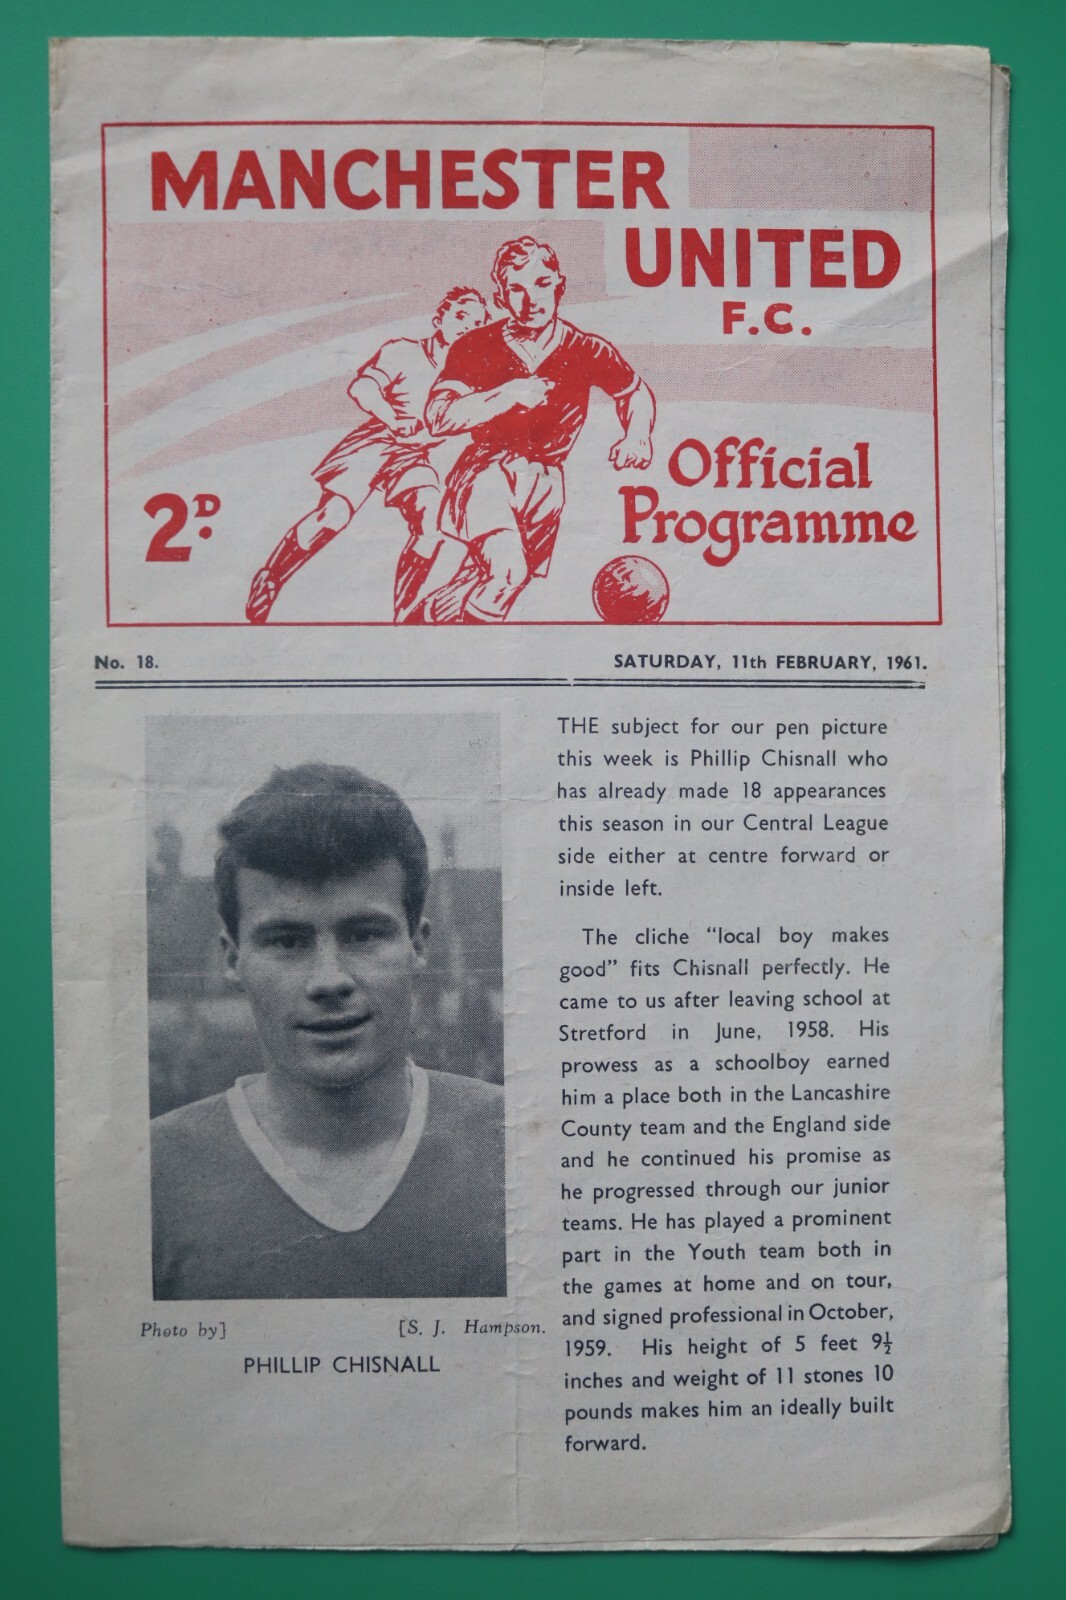 MANCHESTER
UNITED
F.C.
Official
Programme
2D.
No. 18.
SATURDAY, 11th FEBRUARY, 1961.
THE subject for our pen picture
this week is Phillip Chisnall who
has already made 18 appearances
this season in our Central League
side either at centre forward or
inside left.
The cliche “local boy makes
good” fits Chisnall perfectly. He
came to us after leaving school at
Stretford in June, 1958. His
prowess as a schoolboy earned
him a place both in the Lancashire
County team and the England side
and he continued his promise as
he progressed through our junior
teams. He has played a prominent
part in the Youth team both in
the games at home and on tour,
and signed professional in October,
1959. His height of 5 feet 9½
inches and weight of 11 stones 10
pounds makes him an ideally built
forward.
Photo by]
[S. J. Hampson.
PHILLIP CHISNALL